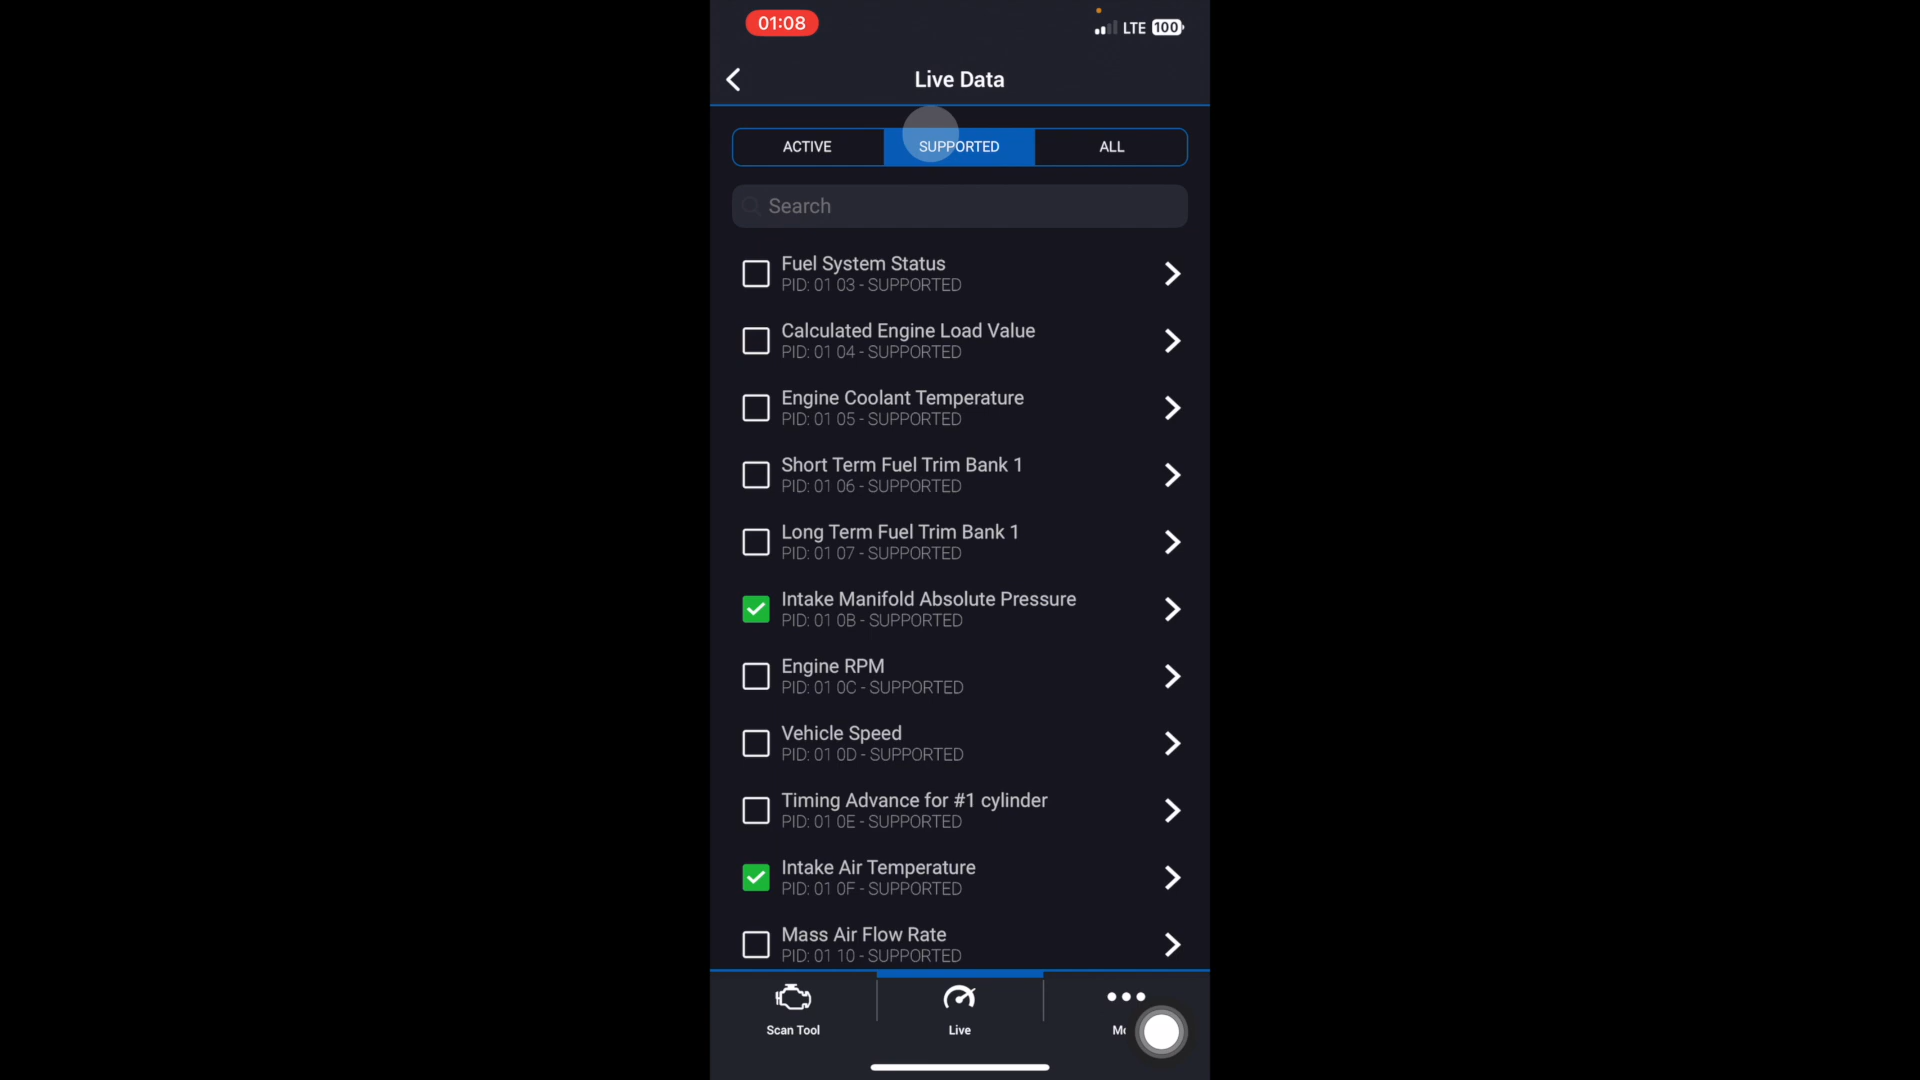 01:08
LTE 100
Live Data
ACTIVE SUPPORTED ALL
Search
Fuel System Status
PID: 01 03 - SUPPORTED
Calculated Engine Load Value
PID: 01 04 - SUPPORTED
Engine Coolant Temperature
PID: 01 05 - SUPPORTED
Short Term Fuel Trim Bank 1
PID: 01 06 - SUPPORTED
Long Term Fuel Trim Bank 1
PID: 01 07 - SUPPORTED
Intake Manifold Absolute Pressure
PID: 01 0B - SUPPORTED
Engine RPM
PID: 01 0C - SUPPORTED
Vehicle Speed
PID: 01 0D - SUPPORTED
Timing Advance for #1 cylinder
PID: 01 0E - SUPPORTED
Intake Air Temperature
PID: 01 0F - SUPPORTED
Mass Air Flow Rate
PID: 01 10 - SUPPORTED
Scan Tool Live